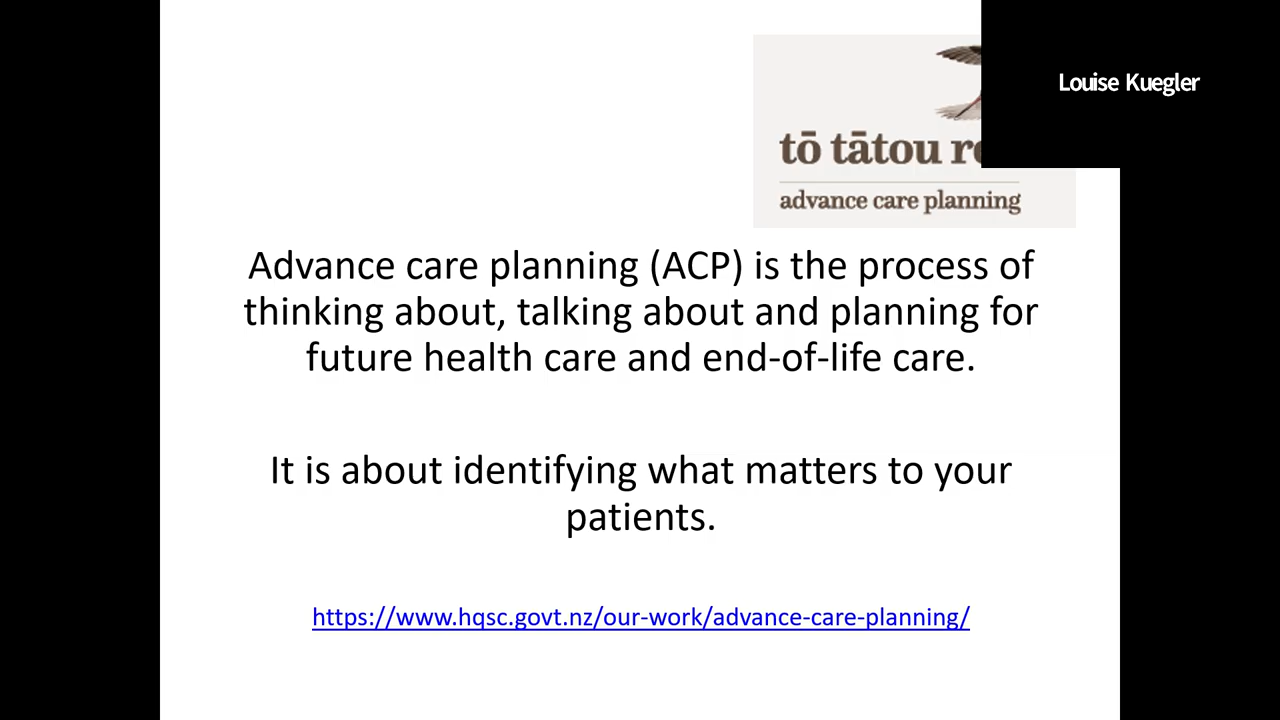 Louise Kuegler
tō tātou
advance care planning
Advance care planning (ACP) is the process of
thinking about, talking about and planning for
future health care and end-of-life care.
It is about identifying what matters to your
patients.
https://www.hqsc.govt.nz/our-work/advance-care-planning/